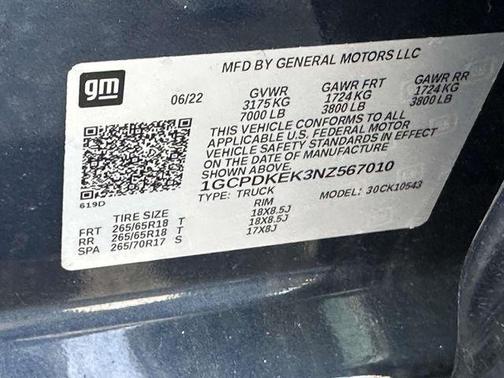 gm
MFD BY GENERAL MOTORS LLC
06/22 GVWR GAWR FRT GAWR RR
3175 KG 1724 KG 1724 KG
7000 LB 3800 LB 3800 LB
THIS VEHICLE CONFORMS TO ALL
APPLICABLE U.S. FEDERAL MOTOR
VEHICLE SAFETY STANDARDS IN EFFECT
ON THE DATE OF MANUFACTURE
1GCPDKEK3NZ567010
TYPE: TRUCK MODEL: 30CK10543
619D
TIRE SIZE RIM
FRT 265/65R18 T 18X8.5J
RR 265/65R18 T 18X8.5J
SPA 265/70R17 S 17X8J